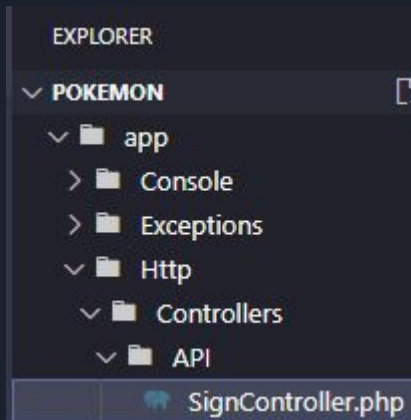 EXPLORER
POKEMON
app
Console
Exceptions
Http
Controllers
API
SignController.php